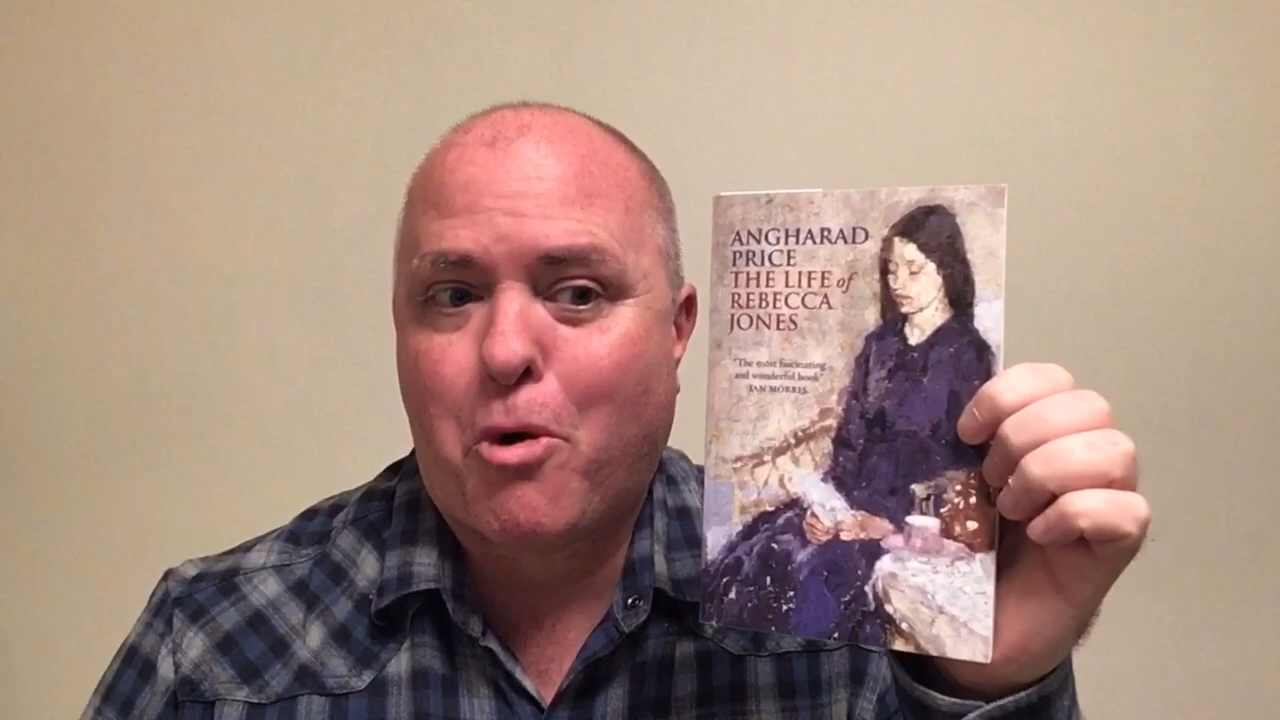 ANGHARAD
PRICE
THE LIFE of
REBECCA
JONES
"The most fascinating
and wonderful book"
JAN MORRIS